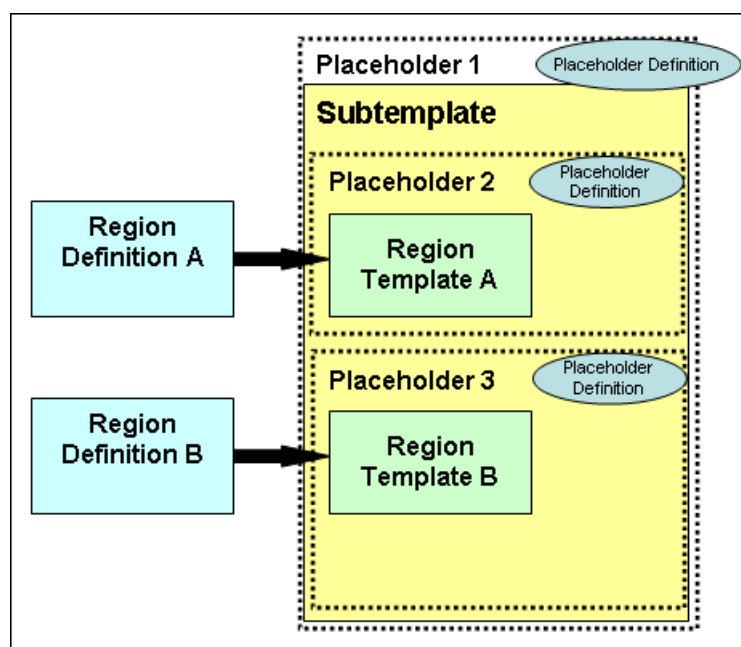 Placeholder 1
Placeholder Definition
Subtemplate
Placeholder 2
Placeholder
Definition
Region
Definition A
Region
Template A
Placeholder 3
Placeholder
Definition
Region
Definition B
Region
Template B